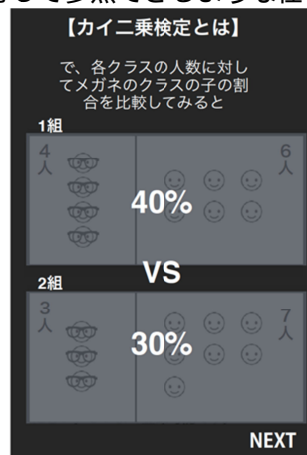 【カイ二乗検定とは】
で、各クラスの人数に対し
てメガネのクラスの子の割
合を比較してみると
1組
4人
6人
40%
VS
2組
3人
7人
30%
NEXT